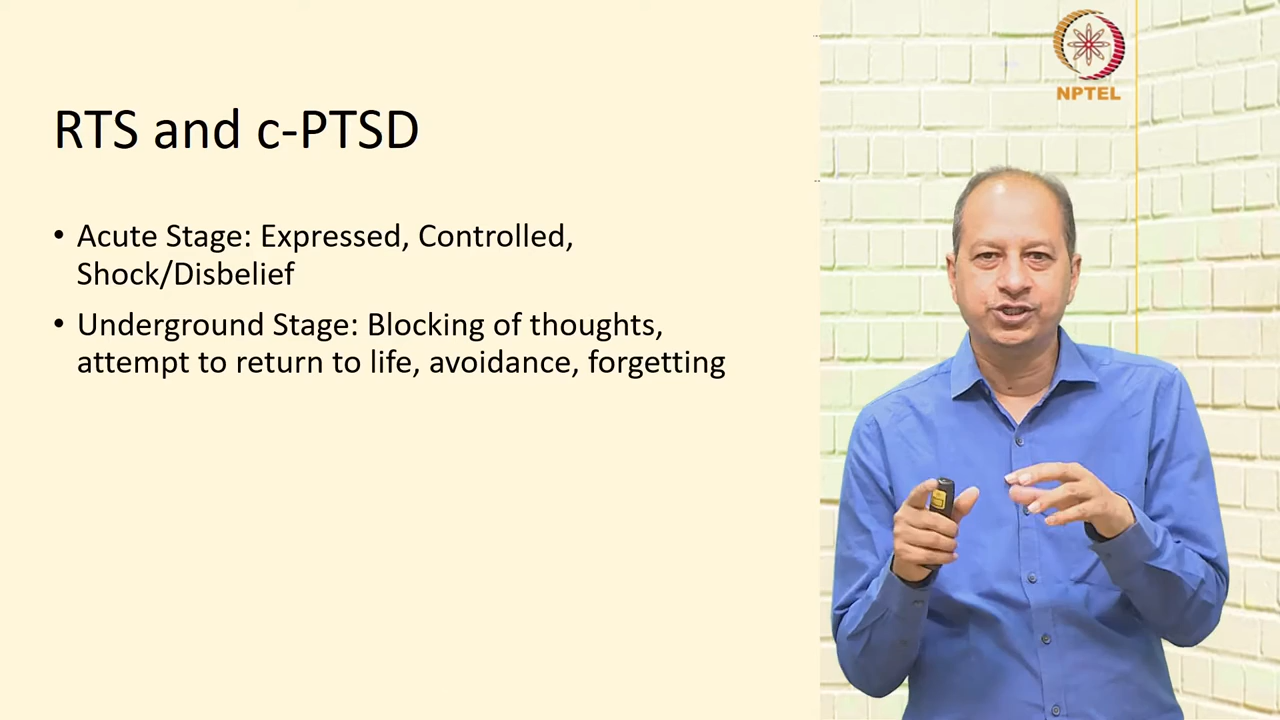 NPTEL
RTS and c-PTSD
• Acute Stage: Expressed, Controlled,
Shock/Disbelief
• Underground Stage: Blocking of thoughts,
attempt to return to life, avoidance, forgetting